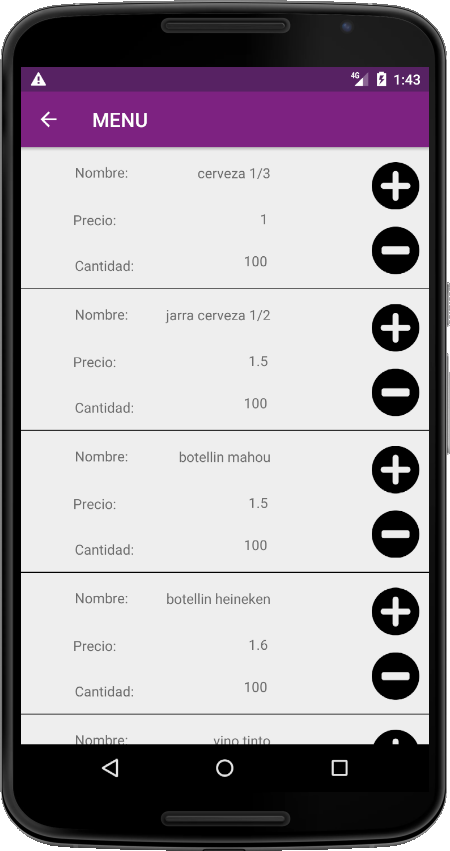 4G 1:43
MENU
Nombre: cerveza 1/3
Precio: 1
Cantidad: 100
Nombre: jarra cerveza 1/2
Precio: 1.5
Cantidad: 100
Nombre: botellin mahou
Precio: 1.5
Cantidad: 100
Nombre: botellin heineken
Precio: 1.6
Cantidad: 100
Nombre: vino tinto